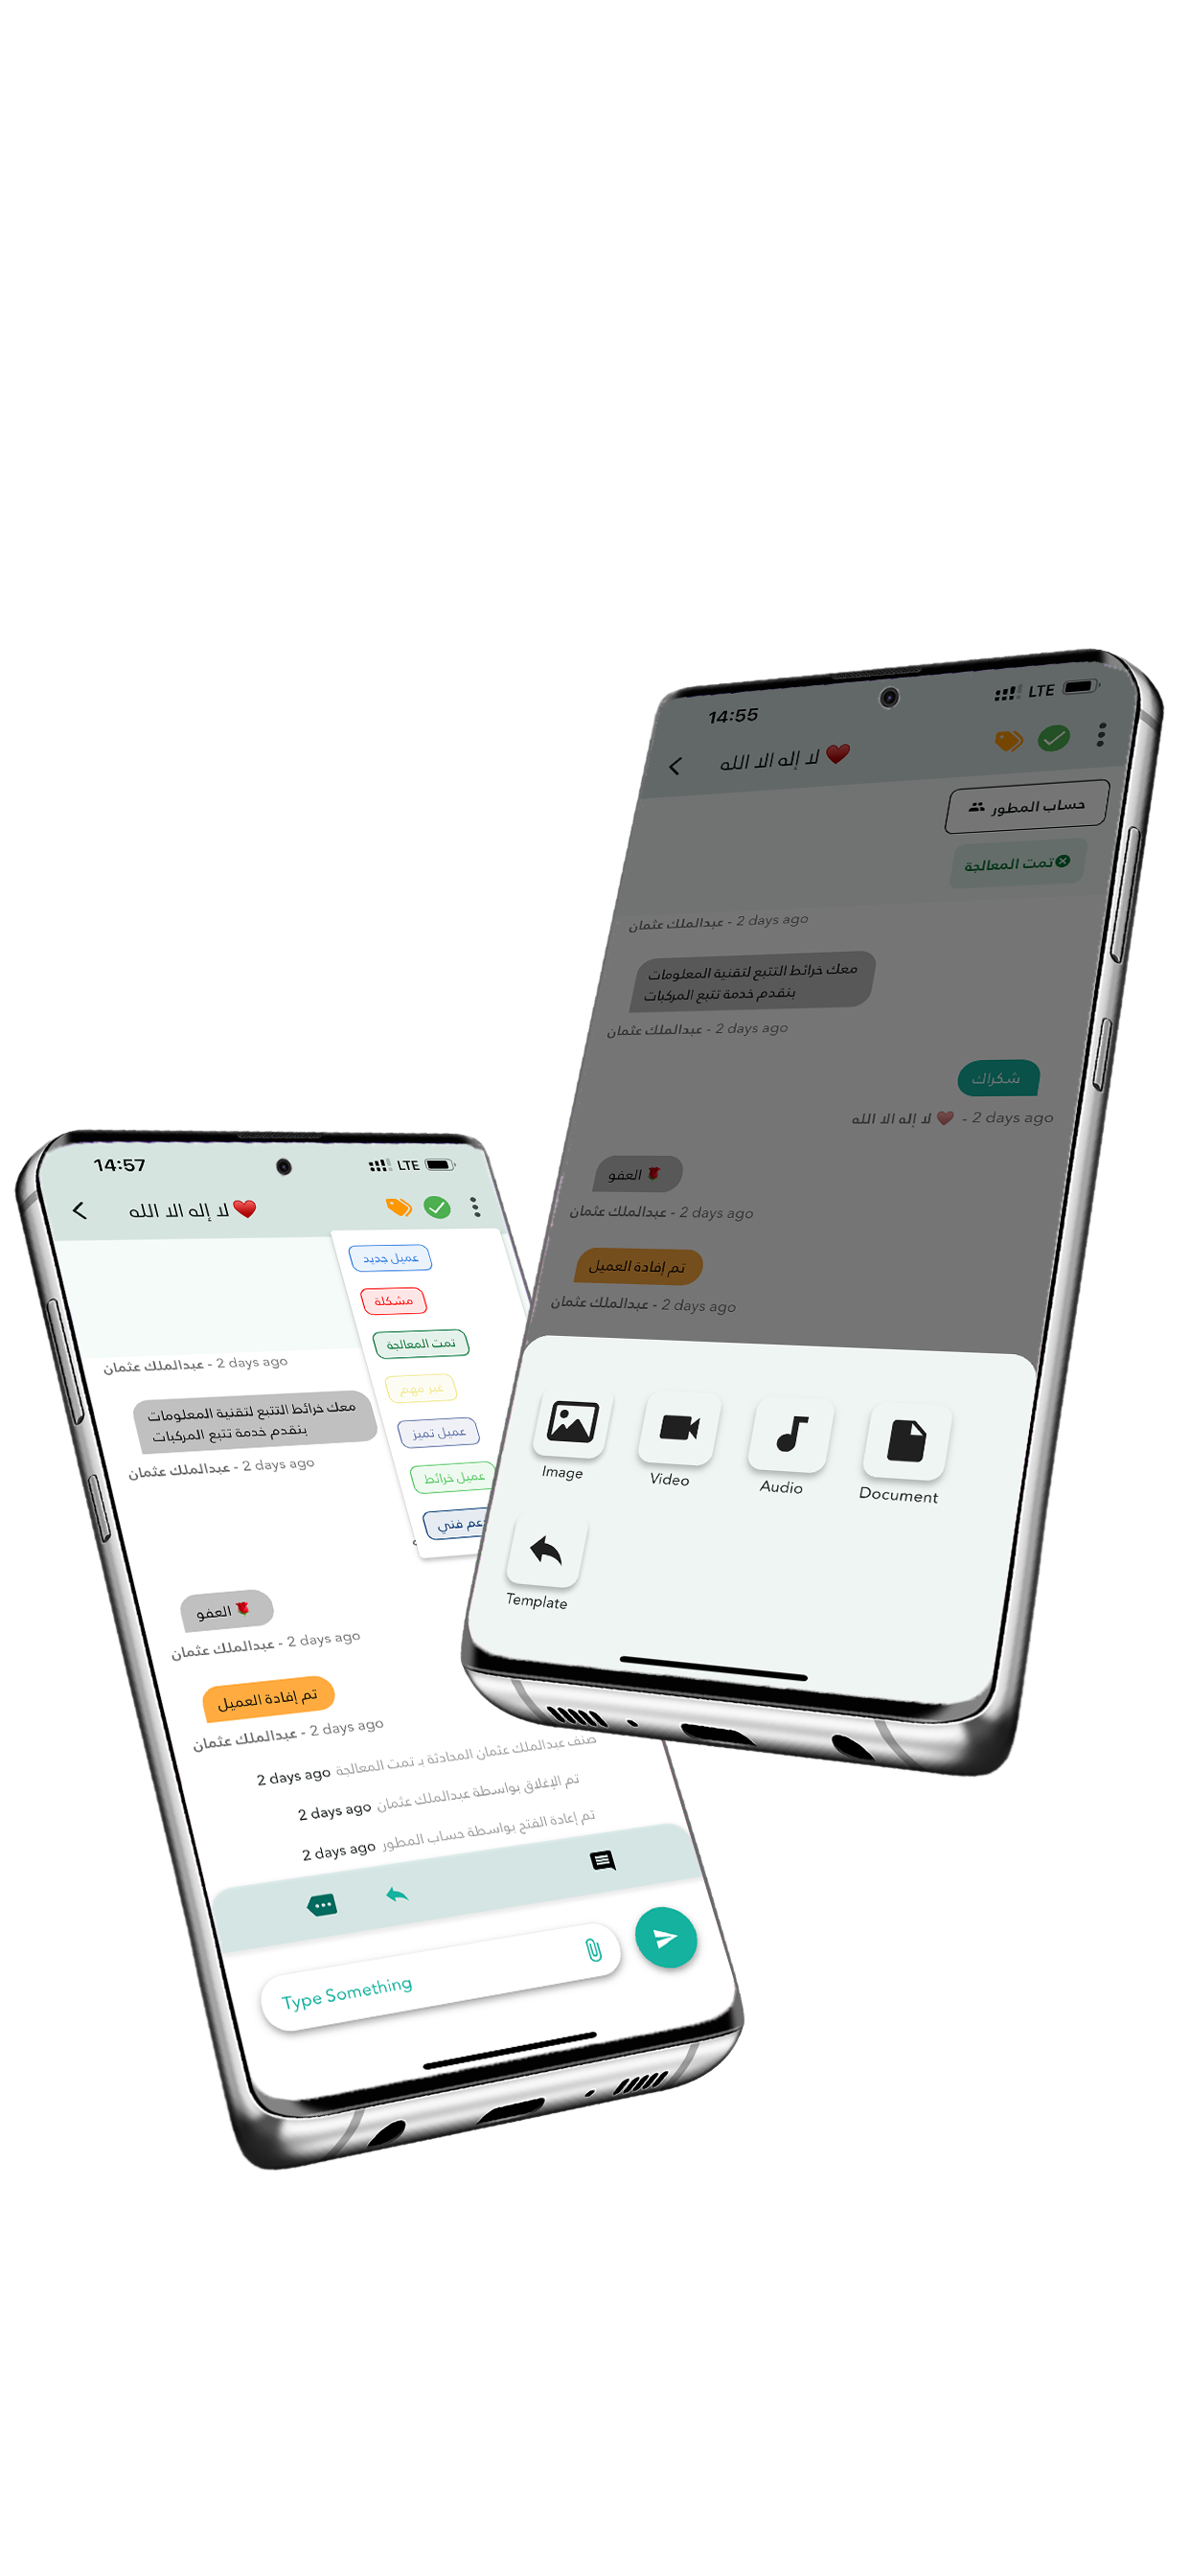 14:55
LTE
لا إله الا الله ❤️
حساب المطور
تمت المعالجة
عبدالملك عثمان - 2 days ago
معك خرائط التتبع لتقنية المعلومات
بنقدم خدمة تتبع المركبات
عبدالملك عثمان - 2 days ago
شكراك
لا إله الا الله ❤️ - 2 days ago
العفو 🌹
عبدالملك عثمان - 2 days ago
تم إفادة العميل
عبدالملك عثمان - 2 days ago
Image
Video
Audio
Document
Template
14:57
LTE
لا إله الا الله ❤️
عميل جديد
مشكلة
تمت المعالجة
غير مهم
عميل تميز
عميل خرائط
دعم فني
عبدالملك عثمان - 2 days ago
معك خرائط التتبع لتقنية المعلومات
بنقدم خدمة تتبع المركبات
عبدالملك عثمان - 2 days ago
العفو 🌹
عبدالملك عثمان - 2 days ago
تم إفادة العميل
عبدالملك عثمان - 2 days ago
صنف عبدالملك عثمان المحادثة بـ تمت المعالجة 2 days ago
تم الإغلاق بواسطة عبدالملك عثمان 2 days ago
تم إعادة الفتح بواسطة حساب المطور 2 days ago
Type Something